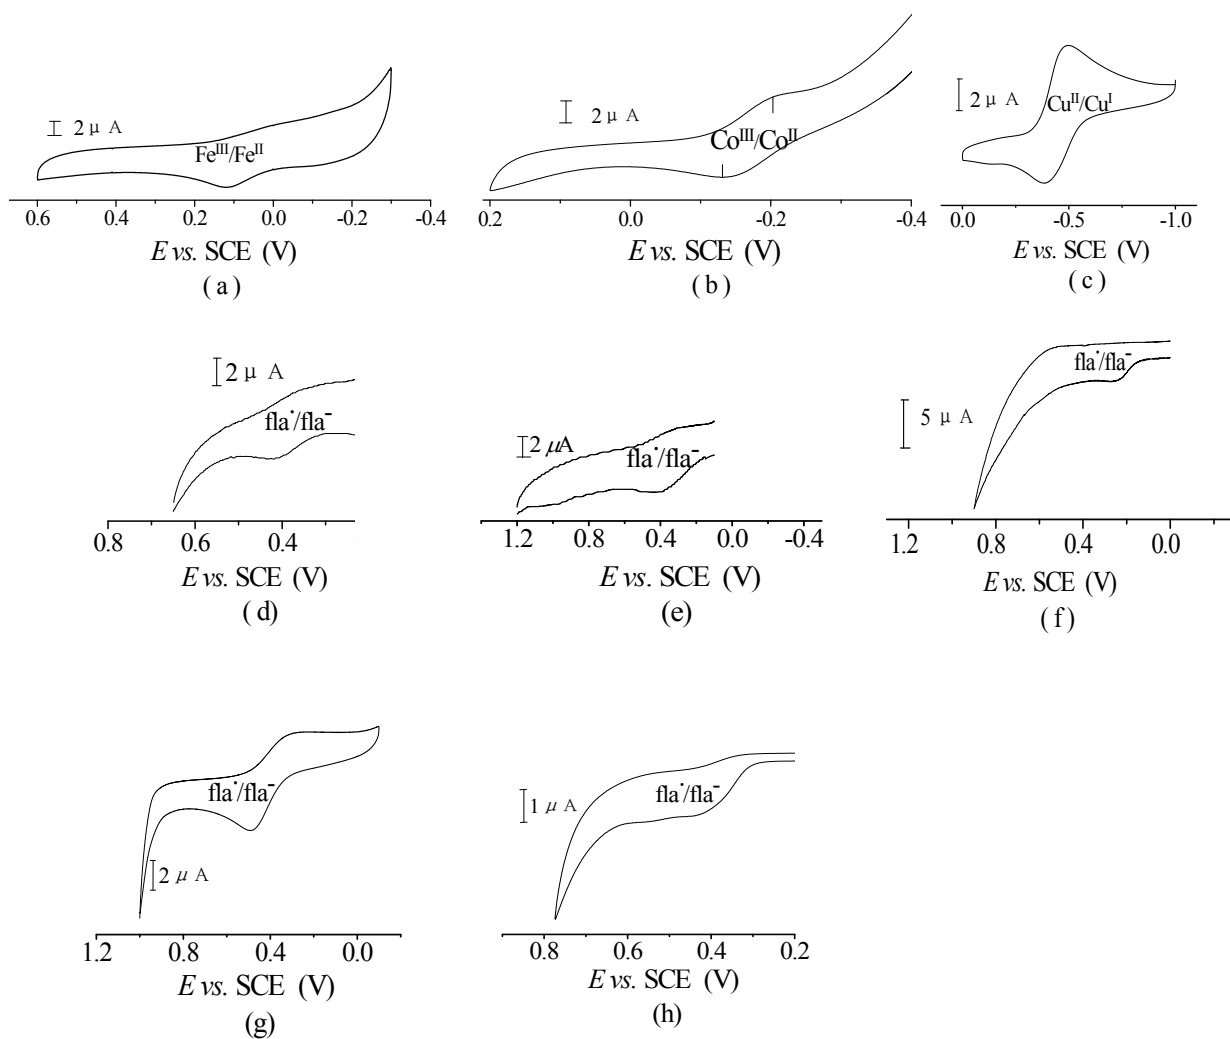 2 μ A
Fe^III/Fe^II
0.6 0.4 0.2 0.0 -0.2 -0.4
E vs. SCE (V)
( a )
2 μ A
Co^III/Co^II
0.2 0.0 -0.2 -0.4
E vs. SCE (V)
( b )
2 μ A
Cu^II/Cu^I
0.0 -0.5 -1.0
E vs. SCE (V)
( c )
2 μ A
fla˙/fla⁻
0.8 0.6 0.4
E vs. SCE (V)
( d)
2 μA
fla˙/fla⁻
1.2 0.8 0.4 0.0 -0.4
E vs. SCE (V)
(e)
fla˙/fla⁻
5 μ A
1.2 0.8 0.4 0.0
E vs. SCE (V)
( f )
fla˙/fla⁻
2 μ A
1.2 0.8 0.4 0.0
E vs. SCE (V)
(g)
fla˙/fla⁻
1 μ A
0.8 0.6 0.4 0.2
E vs. SCE (V)
(h)